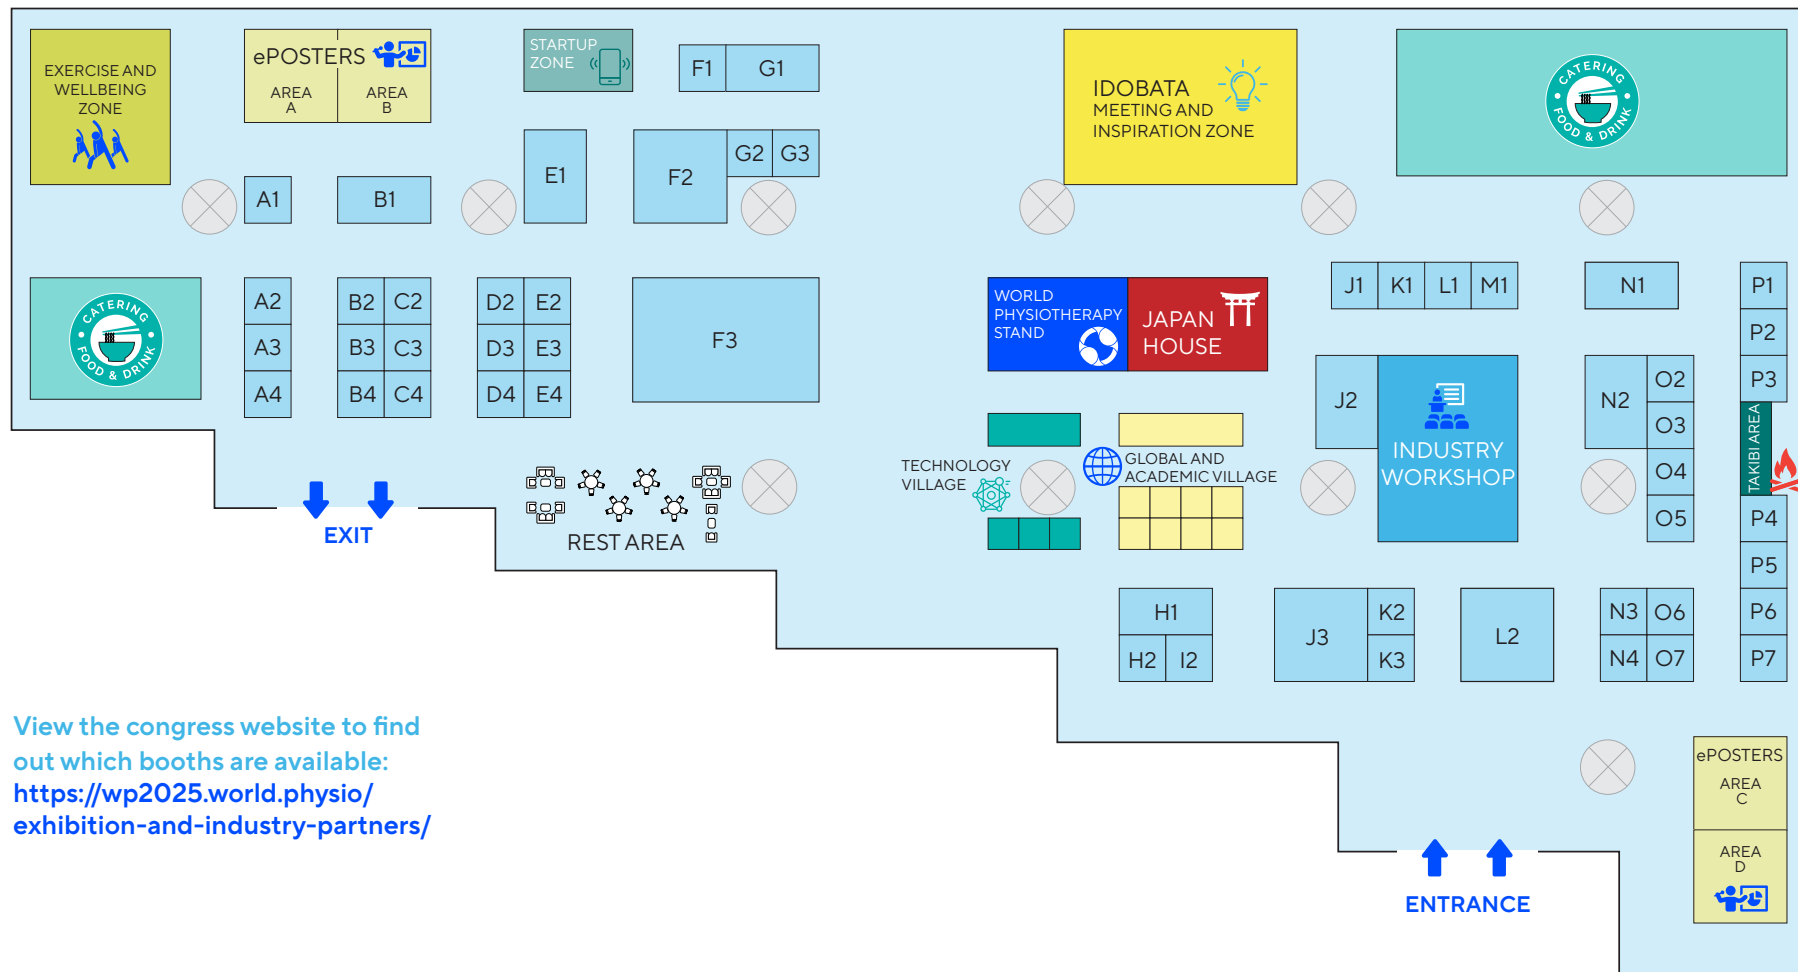 EXERCISE AND
WELLBEING
ZONE
ePOSTERS
AREA
A
AREA
B
STARTUP
ZONE
F1
G1
IDOBATA
MEETING AND
INSPIRATION ZONE
CATERING
FOOD & DRINK
A1
B1
E1
F2
G2
G3
CATERING
FOOD & DRINK
A2
A3
A4
B2
C2
B3
C3
B4
C4
D2
E2
D3
E3
D4
E4
F3
WORLD
PHYSIOTHERAPY
STAND
JAPAN
HOUSE
J1
K1
L1
M1
N1
P1
P2
P3
J2
INDUSTRY
WORKSHOP
N2
O2
O3
O4
O5
TAKIBI AREA
P4
P5
P6
P7
TECHNOLOGY
VILLAGE
GLOBAL AND
ACADEMIC VILLAGE
EXIT
REST AREA
H1
H2
I2
J3
K2
K3
L2
N3
O6
N4
O7
View the congress website to find
out which booths are available:
https://wp2025.world.physio/
exhibition-and-industry-partners/
ePOSTERS
AREA
C
AREA
D
ENTRANCE